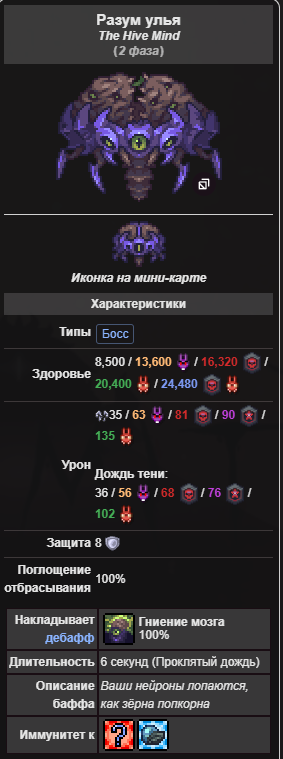 Разум улья
The Hive Mind
(2 фаза)
Иконка на мини-карте
Характеристики
Типы Босс
Здоровье 8,500 / 13,600 / 16,320 /
20,400 / 24,480
Урон 35 / 63 / 81 / 90 /
135
Дождь тени:
36 / 56 / 68 / 76 /
102
Защита 8
Поглощение
отбрасывания 100%
Накладывает
дебафф Гниение мозга
100%
Длительность 6 секунд (Проклятый дождь)
Описание
баффа Ваши нейроны лопаются,
как зёрна попкорна
Иммунитет к